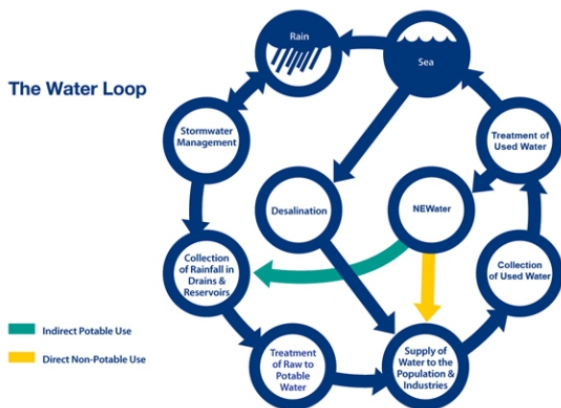 The Water Loop
Rain
Sea
Stormwater
Management
Treatment of
Used Water
Desalination
NEWater
Collection
of Rainfall in
Drains &
Reservoirs
Collection
of Used Water
Indirect Potable Use
Direct Non-Potable Use
Treatment
of Raw to
Potable
Water
Supply of
Water to the
Population &
Industries